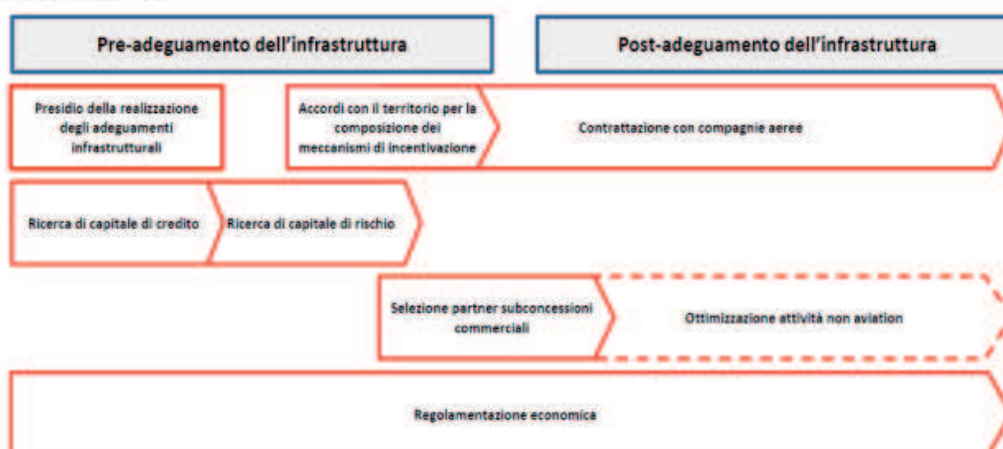 Pre-adeguamento dell'infrastruttura
Post-adeguamento dell'infrastruttura
Presidio della realizzazione
degli adeguamenti
infrastrutturali
Accordi con il territorio per la
composizione dei
meccanismi di incentivazione
Contrattazione con compagnie aeree
Ricerca di capitale di credito
Ricerca di capitale di rischio
Selezione partner subconcessioni
commerciali
Ottimizzazione attività non aviation
Regolamentazione economica